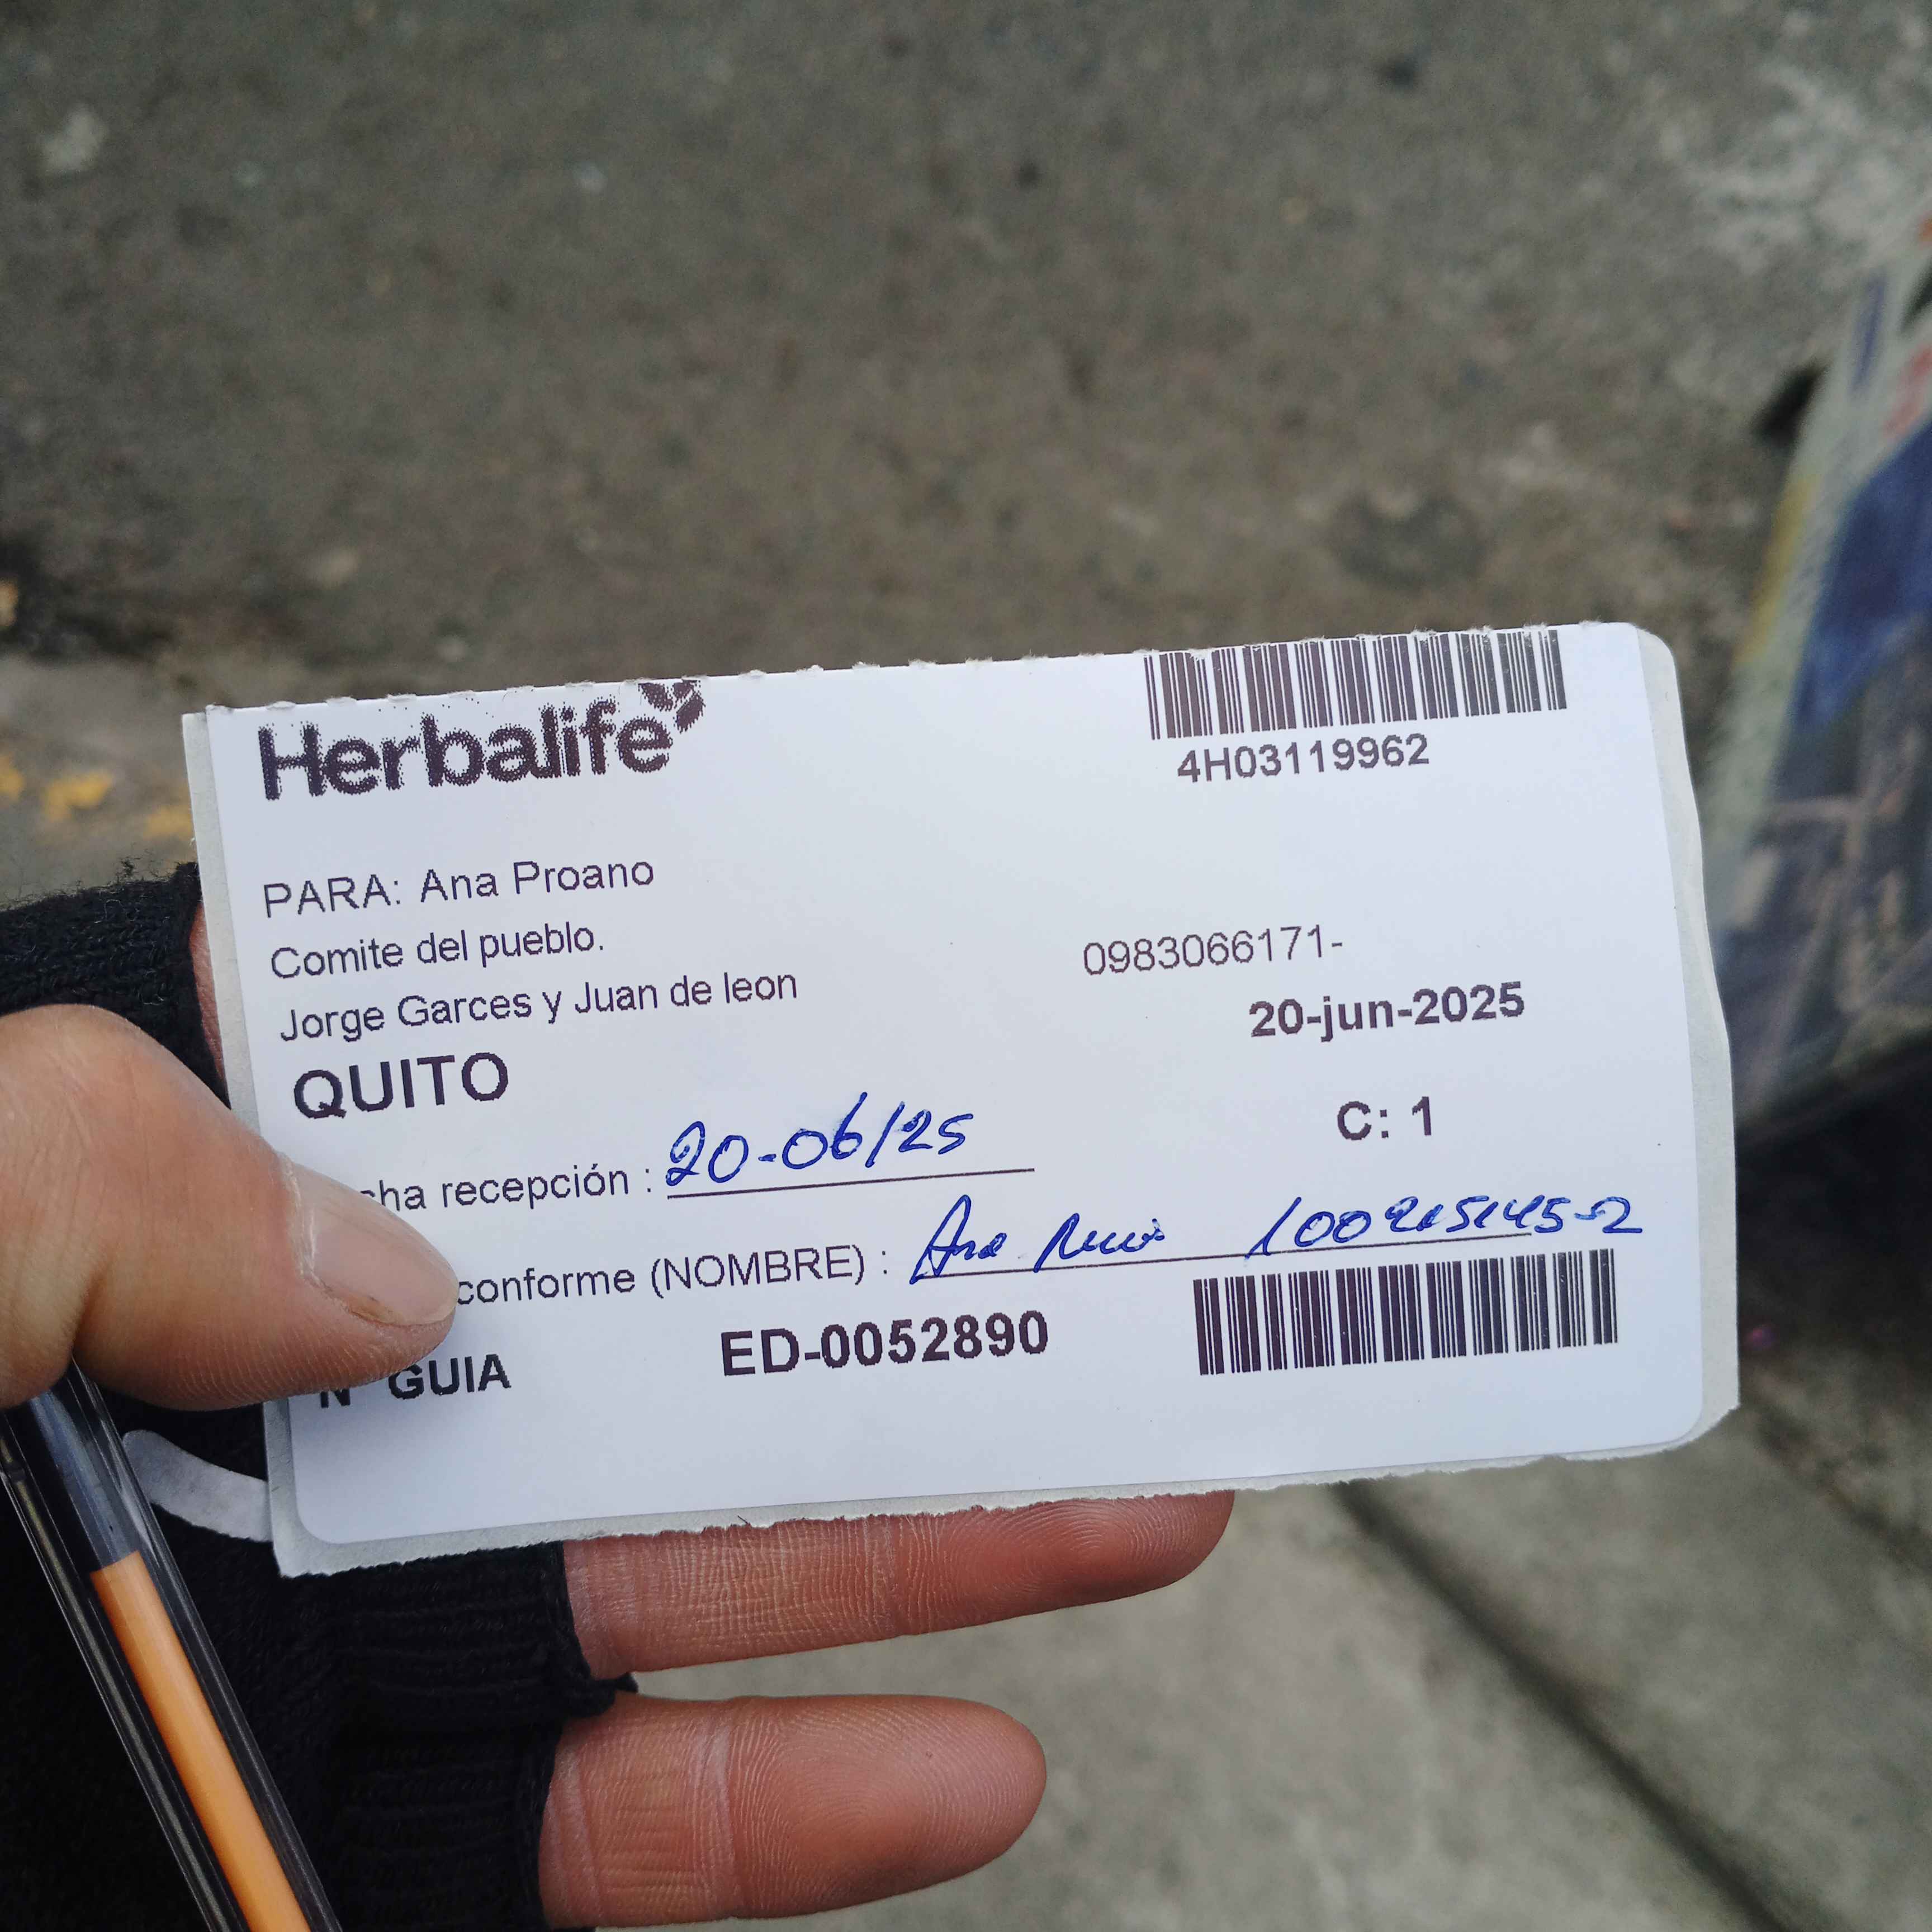 Herbalife
4H03119962
PARA: Ana Proano
Comite del pueblo.
0983066171-
Jorge Garces y Juan de leon
20-jun-2025
QUITO
C: 1
cha recepción : 20-06/25
conforme (NOMBRE) : Ana
N° GUIA ED-0052890